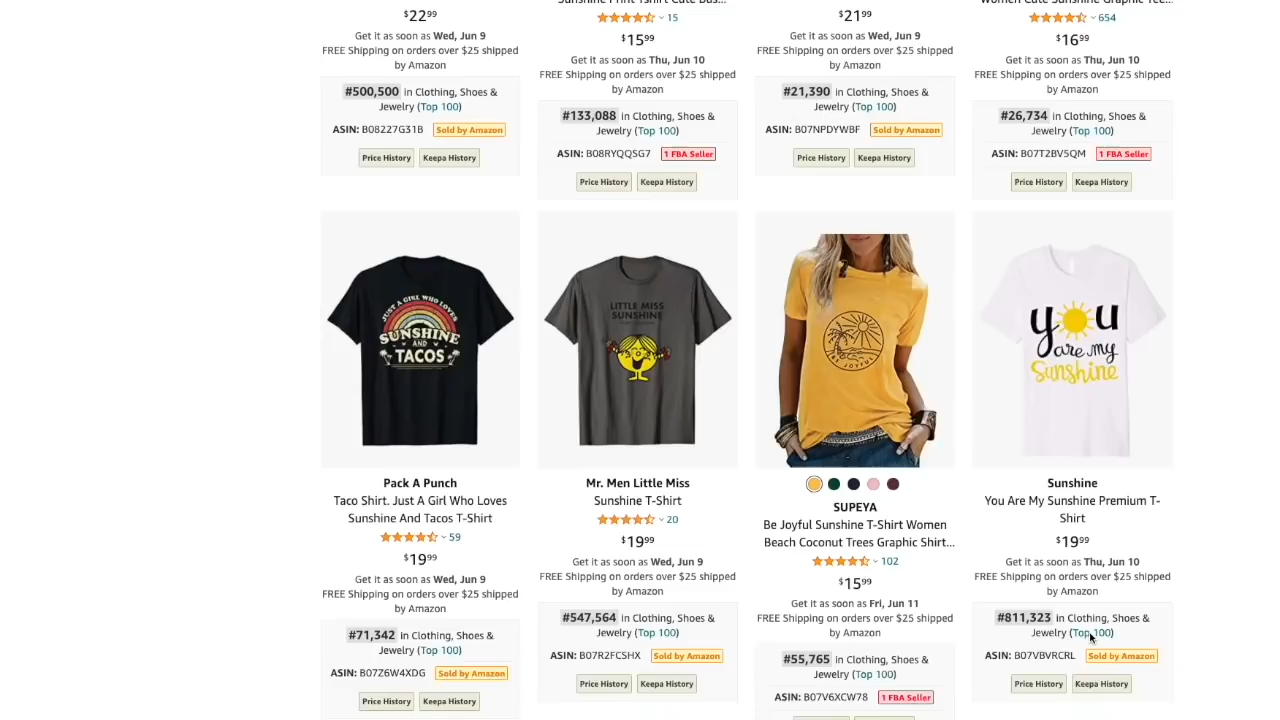 $22.99
Get it as soon as Wed, Jun 9
FREE Shipping on orders over $25 shipped
by Amazon
#500,500 in Clothing, Shoes &
Jewelry (Top 100)
ASIN: B08227G31B Sold by Amazon
Price History Keepa History
Sunshine Print Tshirt Cute Bas...
15
$15.99
Get it as soon as Thu, Jun 10
FREE Shipping on orders over $25 shipped
by Amazon
#133,088 in Clothing, Shoes &
Jewelry (Top 100)
ASIN: B08RYQQSG7 1 FBA Seller
Price History Keepa History
$21.99
Get it as soon as Wed, Jun 9
FREE Shipping on orders over $25 shipped
by Amazon
#21,390 in Clothing, Shoes &
Jewelry (Top 100)
ASIN: B07NPDYWBF Sold by Amazon
Price History Keepa History
Women Cute Sunshine Graphic Tee...
654
$16.99
Get it as soon as Thu, Jun 10
FREE Shipping on orders over $25 shipped
by Amazon
#26,734 in Clothing, Shoes &
Jewelry (Top 100)
ASIN: B07T2BV5QM 1 FBA Seller
Price History Keepa History
JUST A GIRL WHO LOVES
SUNSHINE
AND
TACOS
Pack A Punch
Taco Shirt. Just A Girl Who Loves
Sunshine And Tacos T-Shirt
59
$19.99
Get it as soon as Wed, Jun 9
FREE Shipping on orders over $25 shipped
by Amazon
#71,342 in Clothing, Shoes &
Jewelry (Top 100)
ASIN: B07Z6W4XDG Sold by Amazon
Price History Keepa History
LITTLE MISS
SUNSHINE
Mr. Men Little Miss
Sunshine T-Shirt
20
$19.99
Get it as soon as Wed, Jun 9
FREE Shipping on orders over $25 shipped
by Amazon
#547,564 in Clothing, Shoes &
Jewelry (Top 100)
ASIN: B07R2FCSHX Sold by Amazon
Price History Keepa History
BE JOYFUL
SUPEYA
Be Joyful Sunshine T-Shirt Women
Beach Coconut Trees Graphic Shirt...
102
$15.99
Get it as soon as Fri, Jun 11
FREE Shipping on orders over $25 shipped
by Amazon
#55,765 in Clothing, Shoes &
Jewelry (Top 100)
ASIN: B07V6XCW78 1 FBA Seller
you
are my
Sunshine
Sunshine
You Are My Sunshine Premium T-
Shirt
$19.99
Get it as soon as Thu, Jun 10
FREE Shipping on orders over $25 shipped
by Amazon
#811,323 in Clothing, Shoes &
Jewelry (Top 100)
ASIN: B07VBVRCRL Sold by Amazon
Price History Keepa History